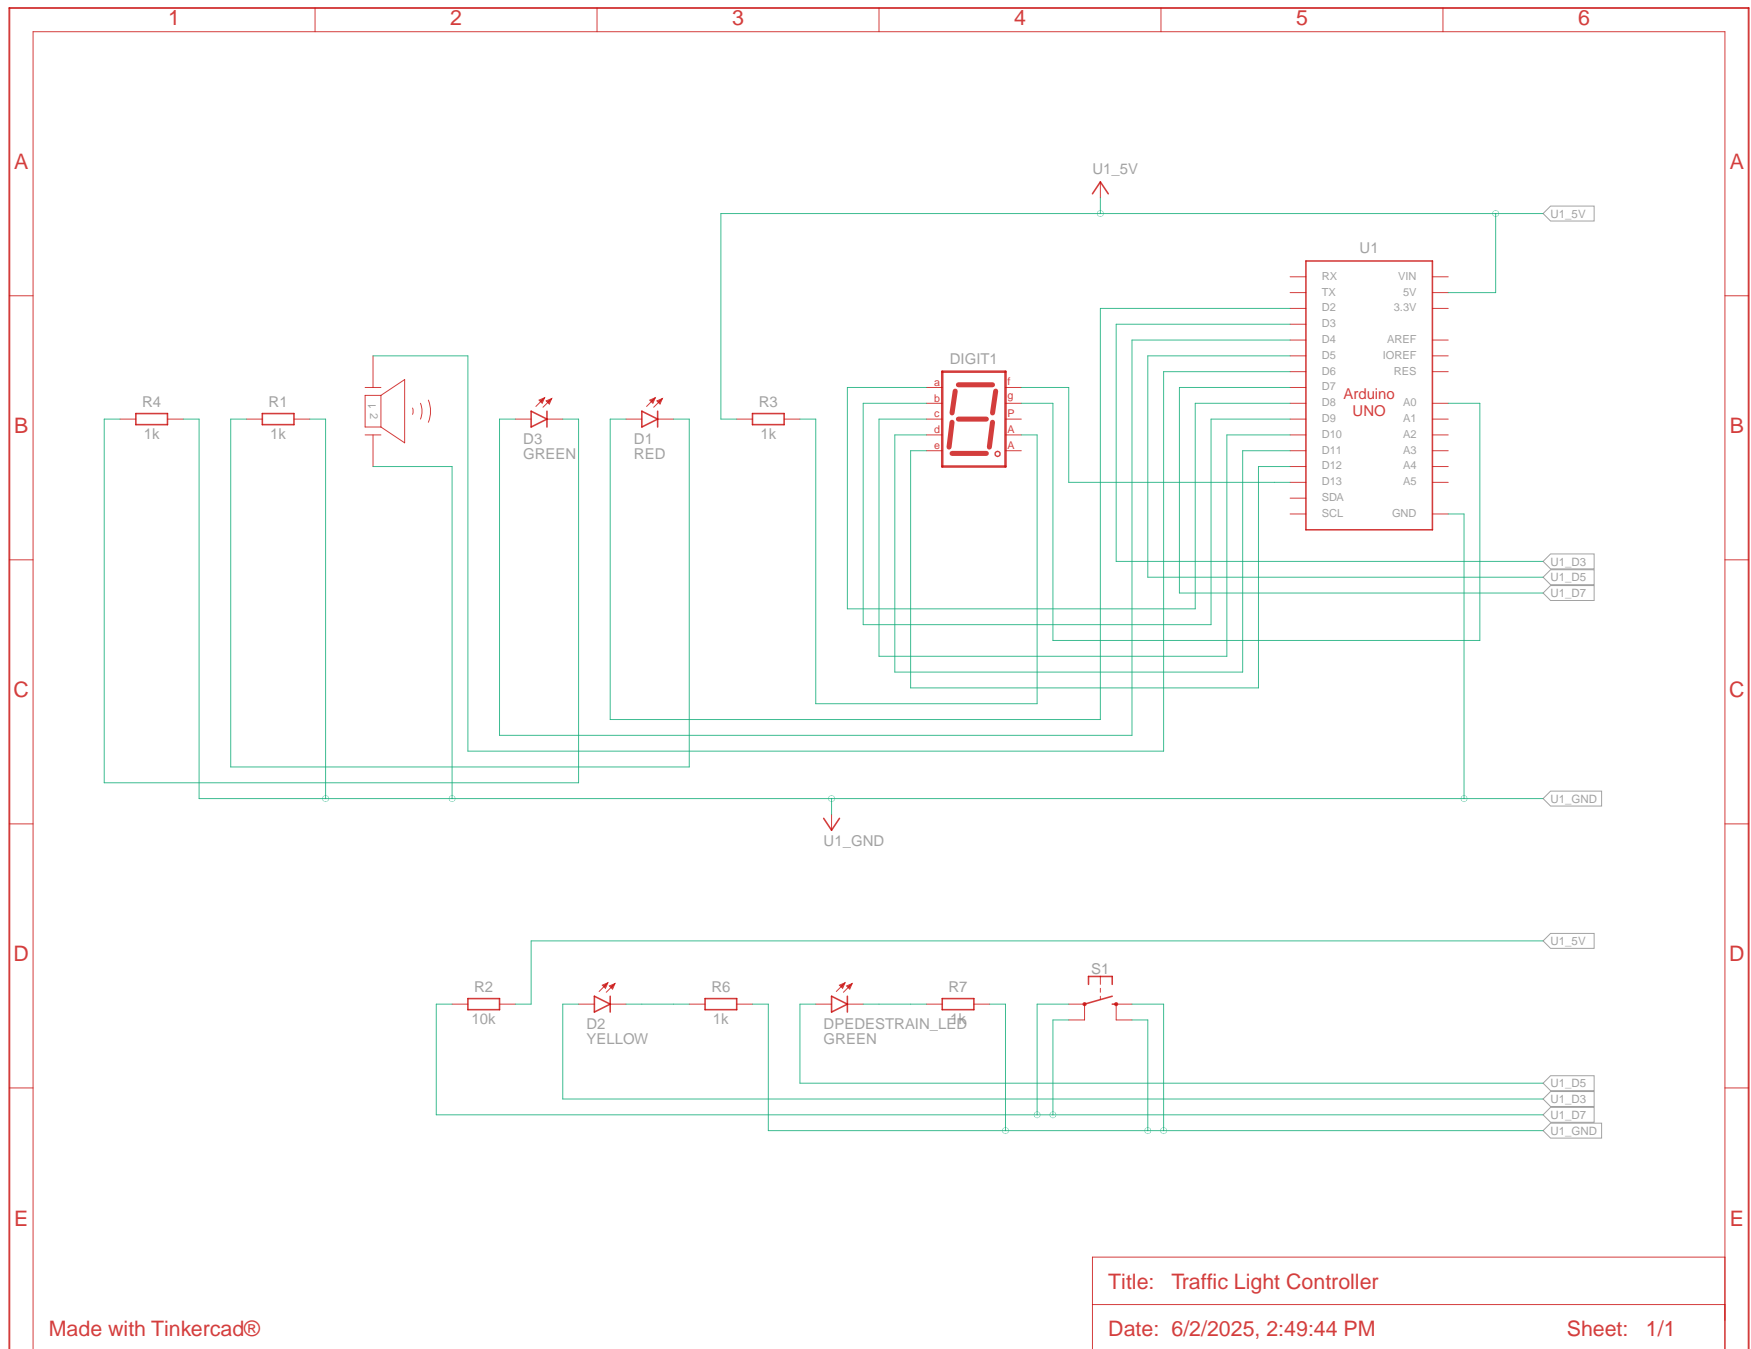 1 2 3 4 5 6
A A
U1_5V
U1_5V
U1
RX VIN
TX 5V
D2 3.3V
D3
D4 AREF
D5 IOREF
D6 RES
D7
Arduino
UNO
D8 A0
D9 A1
D10 A2
D11 A3
D12 A4
D13 A5
SDA
SCL GND
DIGIT1
a f
b g
c P
d A
e A
B B
R4
1k
R1
1k
1 2
D3
GREEN
D1
RED
R3
1k
U1_D3
U1_D5
U1_D7
C C
U1_GND
U1_GND
D D
U1_5V
R2
10k
D2
YELLOW
R6
1k
DPEDESTRAIN_LED
GREEN
R7
1k
S1
U1_D5
U1_D3
U1_D7
U1_GND
E E
Title: Traffic Light Controller
Made with Tinkercad®
Date: 6/2/2025, 2:49:44 PM Sheet: 1/1